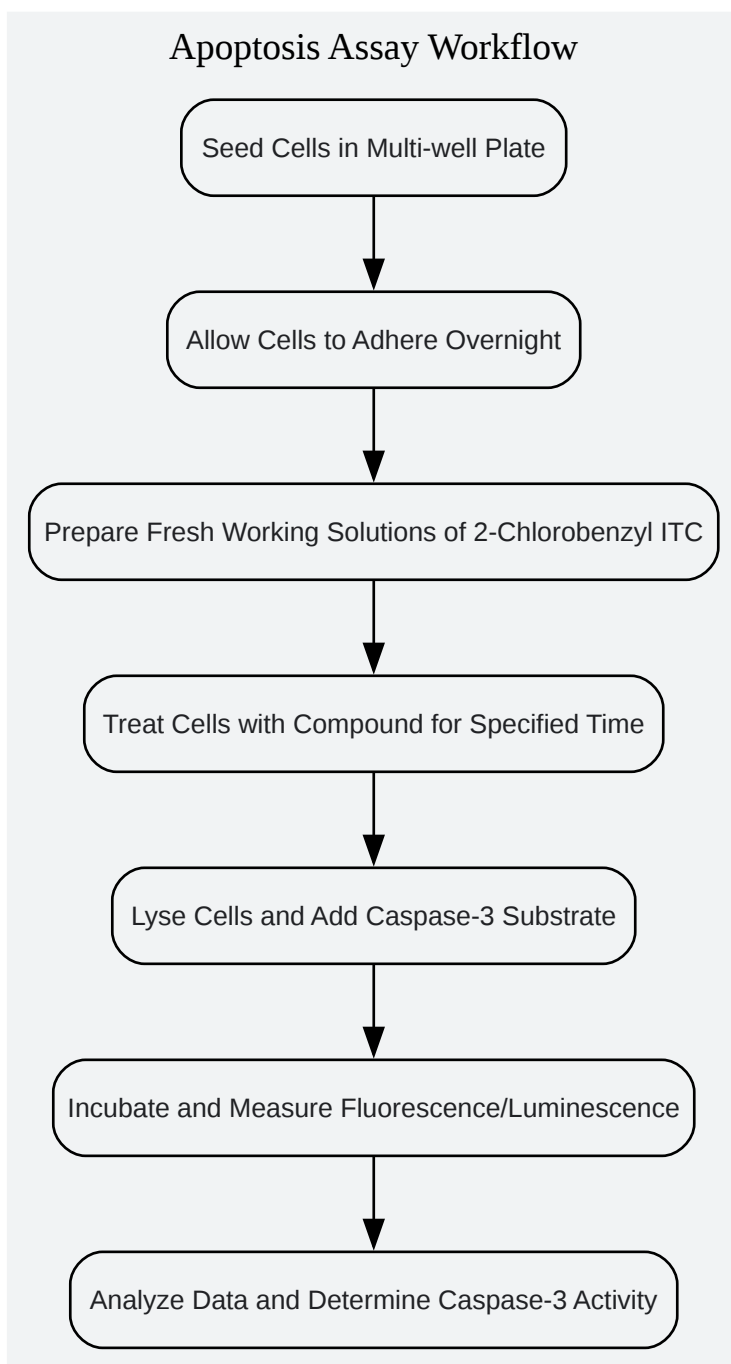 Apoptosis Assay Workflow
Seed Cells in Multi-well Plate
Allow Cells to Adhere Overnight
Prepare Fresh Working Solutions of 2-Chlorobenzyl ITC
Treat Cells with Compound for Specified Time
Lyse Cells and Add Caspase-3 Substrate
Incubate and Measure Fluorescence/Luminescence
Analyze Data and Determine Caspase-3 Activity